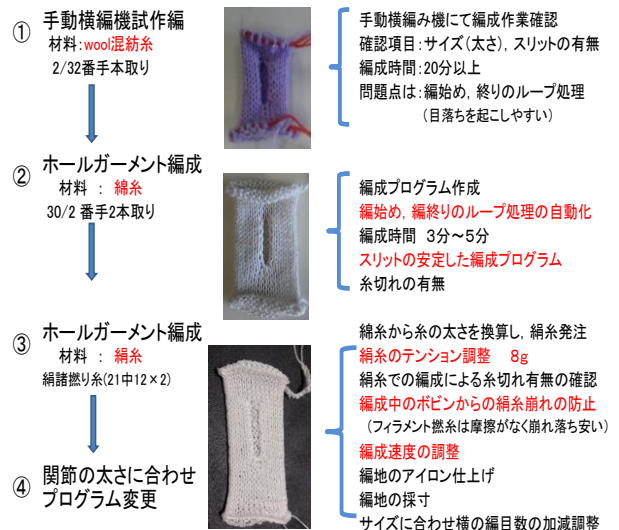 ① 手動横編機試作編
材料:wool混紡糸
2/32番手本取り
手動横編み機にて編成作業確認
確認項目:サイズ(太さ),スリットの有無
編成時間:20分以上
問題点は:編始め,終りのループ処理
(目落ちを起こしやすい)
② ホールガーメント編成
材料 : 綿糸
30/2 番手2本取り
編成プログラム作成
編始め,編終りのループ処理の自動化
編成時間 3分~5分
スリットの安定した編成プログラム
糸切れの有無
③ ホールガーメント編成
材料 : 絹糸
絹諸撚り糸(21中12×2)
綿糸から糸の太さを換算し,絹糸発注
絹糸のテンション調整 8g
絹糸での編成による糸切れ有無の確認
編成中のボビンからの絹糸崩れの防止
(フィラメント撚糸は摩擦がなく崩れ落ち安い)
編成速度の調整
編地のアイロン仕上げ
編地の採寸
サイズに合わせ横の編目数の加減調整
④ 関節の太さに合わせ
プログラム変更